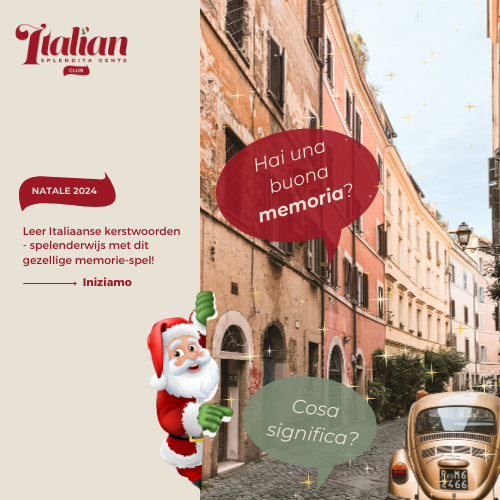 Italian
SPLENDITA GENTE
CLUB
NATALE 2024
Leer Italiaanse kerstwoorden
- spelenderwijs met dit
gezellige memorie-spel!
Iniziamo
Hai una
buona
memoria?
Cosa
significa?